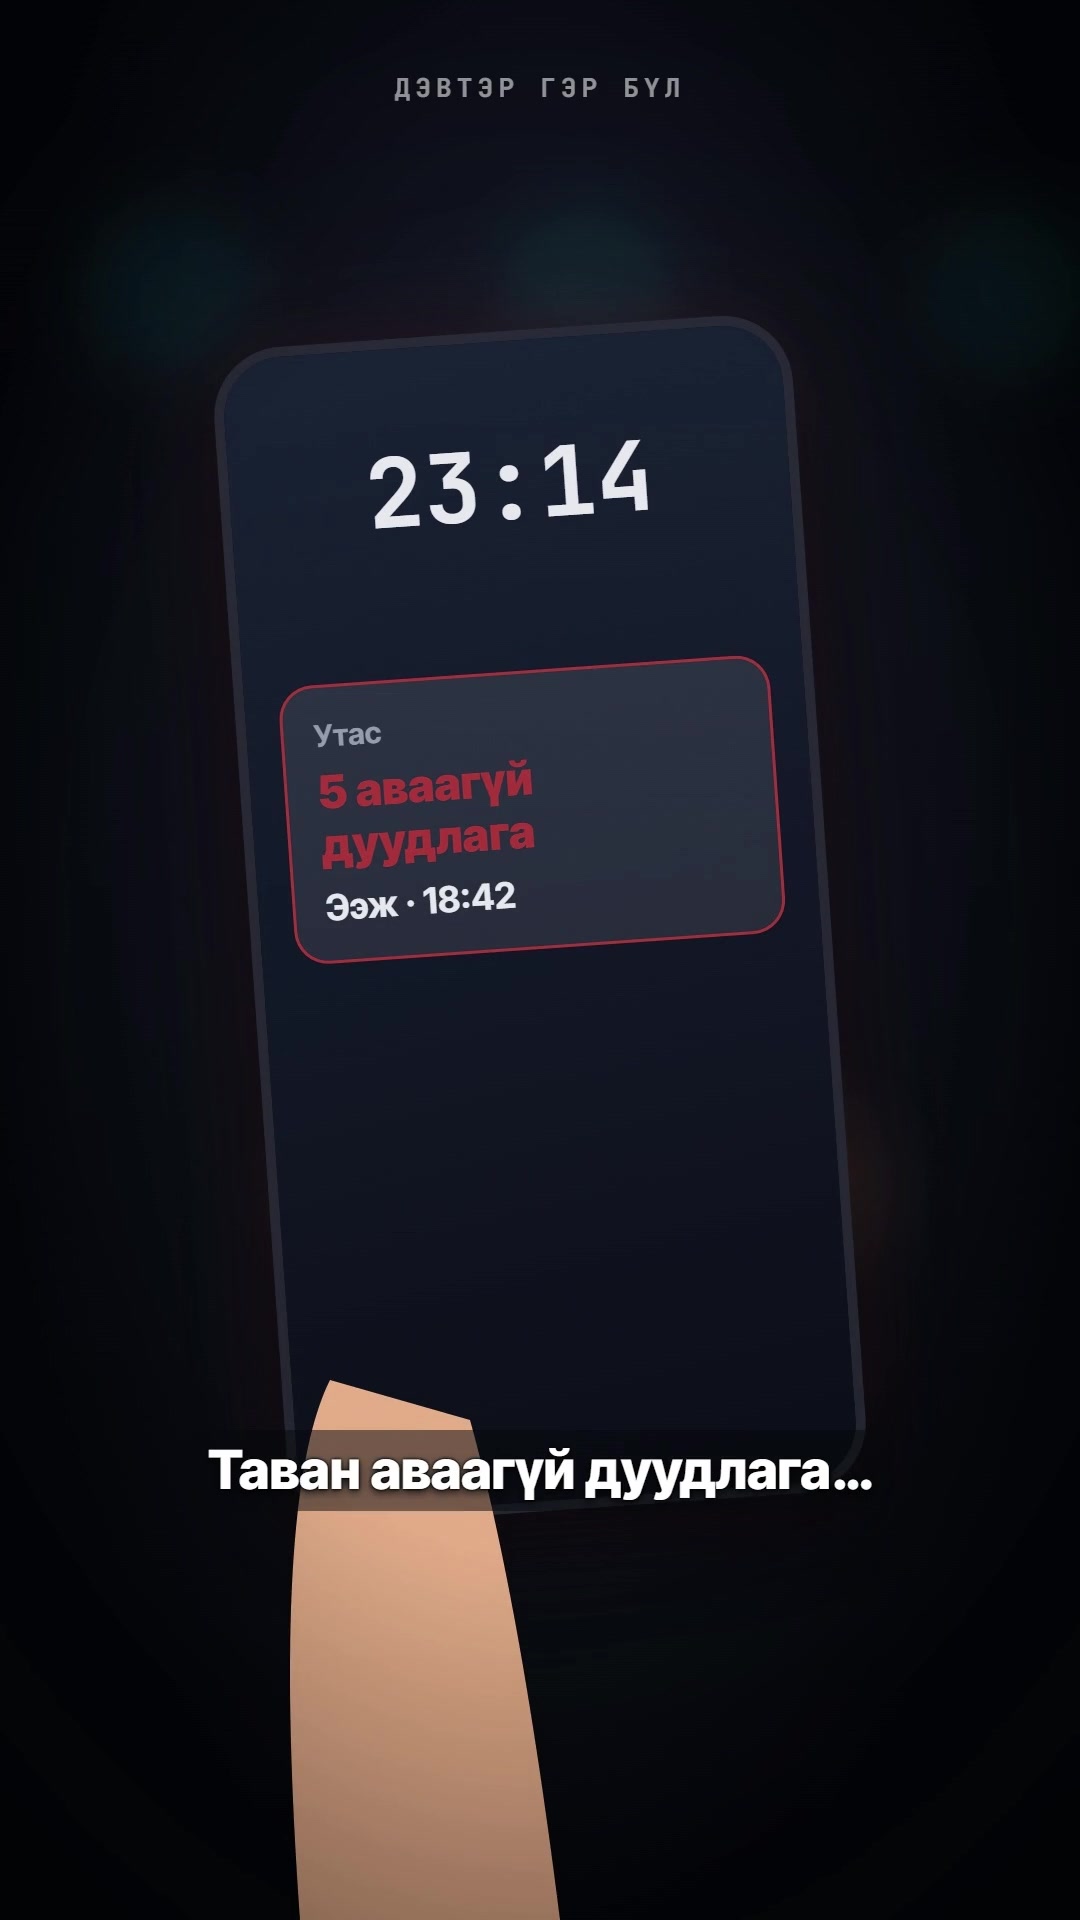 ДЭВТЭР ГЭР БҮЛ
23:14
Утас
5 аваагүй
дуудлага
Ээж · 18:42
Таван аваагүй дуудлага...